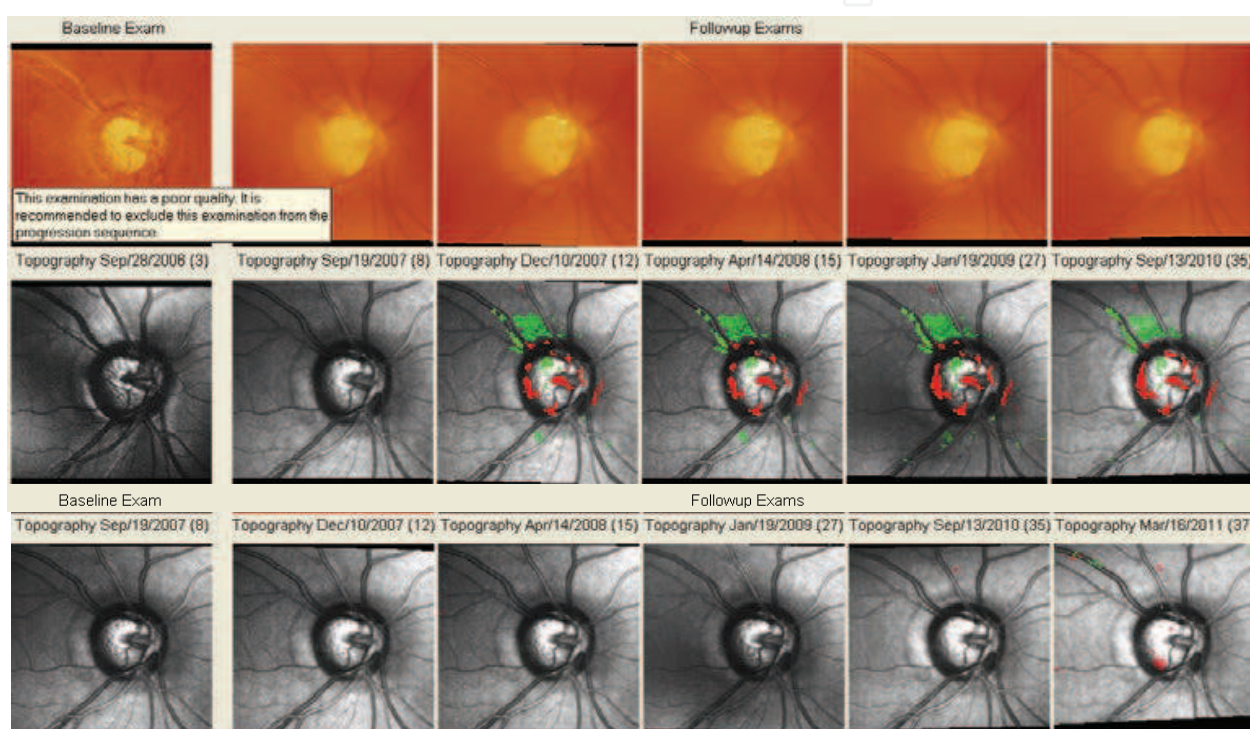 Baseline Exam Followup Exams
This examination has a poor quality. It is
recommended to exclude this examination from the
progression sequence
Topography Sep/28/2006 (3) Topography Sep/19/2007 (8) Topography Dec/10/2007 (12) Topography Apr/14/2008 (15) Topography Jan/19/2009 (27) Topography Sep/13/2010 (35)
Baseline Exam Followup Exams
Topography Sep/19/2007 (8) Topography Dec/10/2007 (12) Topography Apr/14/2008 (15) Topography Jan/19/2009 (27) Topography Sep/13/2010 (35) Topography Mar/16/2011 (37)